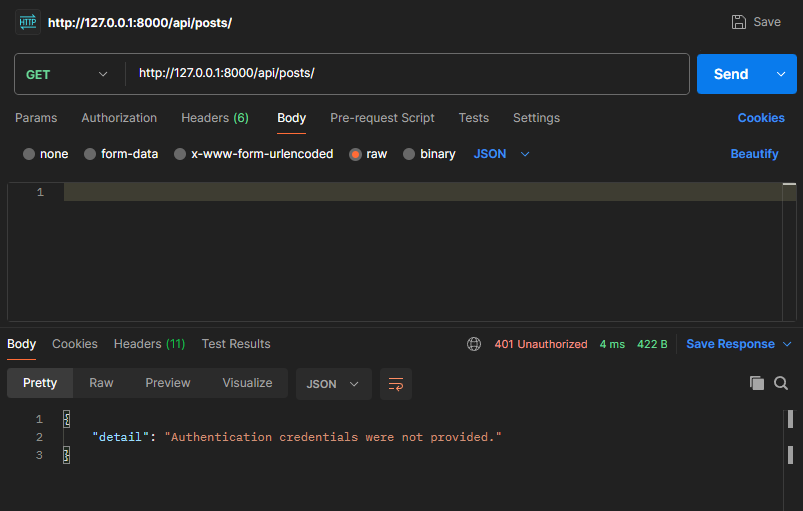 HTTP http://127.0.0.1:8000/api/posts/ Save
GET http://127.0.0.1:8000/api/posts/ Send
Params Authorization Headers (6) Body Pre-request Script Tests Settings Cookies
none form-data x-www-form-urlencoded raw binary JSON Beautify
1
Body Cookies Headers (11) Test Results 401 Unauthorized 4 ms 422 B Save Response
Pretty Raw Preview Visualize JSON
1 {
2 "detail": "Authentication credentials were not provided."
3 }